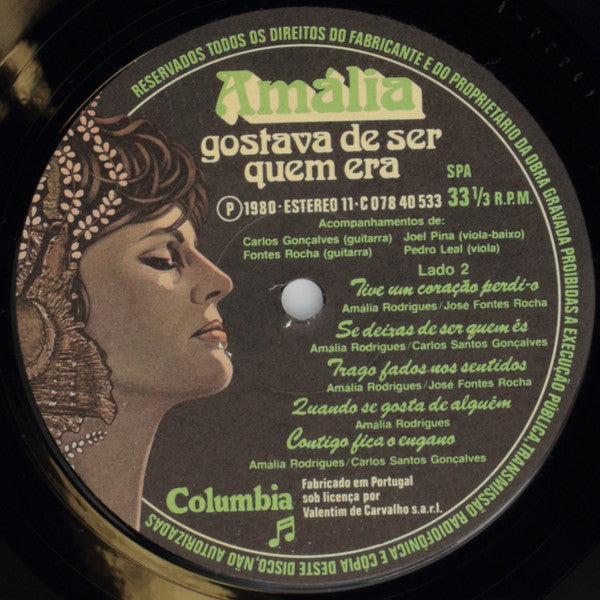 RESERVADOS TODOS OS DIREITOS DO FABRICANTE E DO PROPRIETÁRIO DA OBRA GRAVADA PROIBIDAS A EXECUÇÃO PÚBLICA, TRANSMISSÃO RADIOFÓNICA E CÓPIA DESTE DISCO, NÃO AUTORIZADAS
Amália
gostava de ser
quem era
SPA
Ⓟ 1980 · ESTEREO 11 · C 078 40 533
33 1/3 R.P.M.
Acompanhamentos de:
Carlos Gonçalves (guitarra) Joel Pina (viola-baixo)
Fontes Rocha (guitarra) Pedro Leal (viola)
Lado 2
Tive um coração perdi-o
Amália Rodrigues/José Fontes Rocha
Se deixas de ser quem és
Amália Rodrigues/Carlos Santos Gonçalves
Trago fados nos sentidos
Amália Rodrigues/José Fontes Rocha
Quando se gosta de alguém
Amália Rodrigues
Contigo fica o engano
Amália Rodrigues/Carlos Santos Gonçalves
Columbia
Fabricado em Portugal
sob licença por
Valentim de Carvalho s.a.r.l.